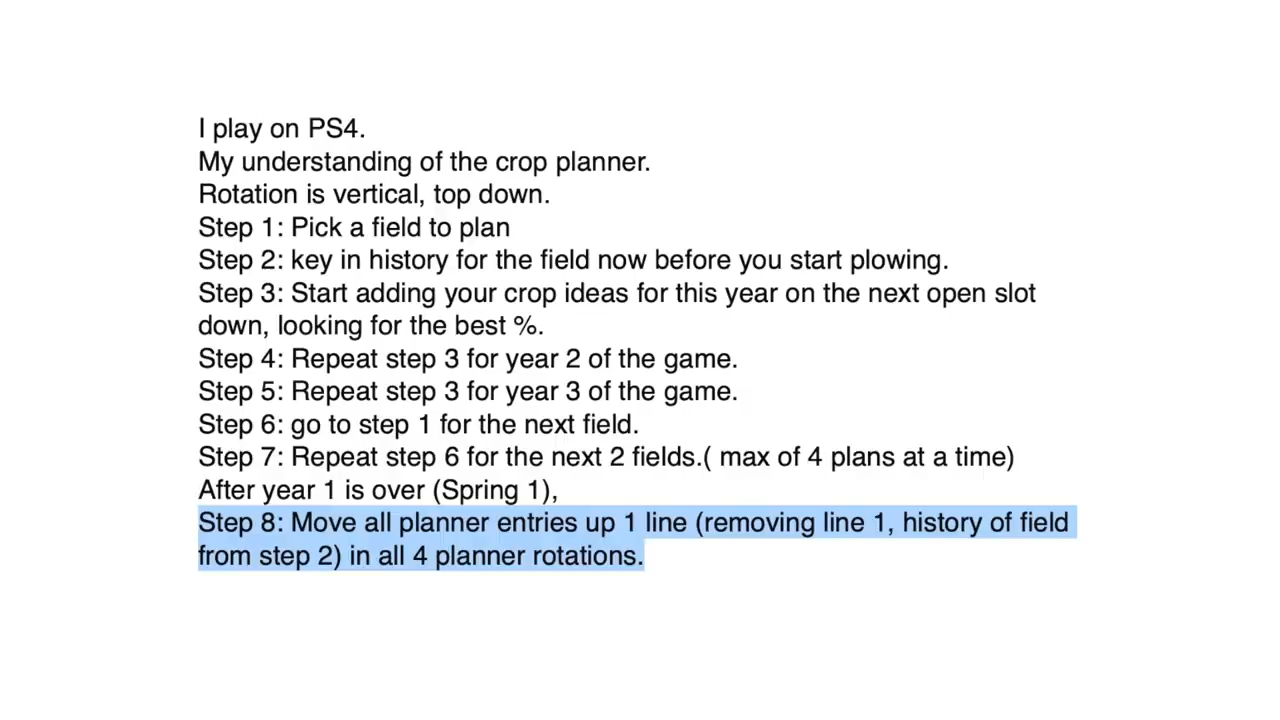 I play on PS4.
My understanding of the crop planner.
Rotation is vertical, top down.
Step 1: Pick a field to plan
Step 2: key in history for the field now before you start plowing.
Step 3: Start adding your crop ideas for this year on the next open slot
down, looking for the best %.
Step 4: Repeat step 3 for year 2 of the game.
Step 5: Repeat step 3 for year 3 of the game.
Step 6: go to step 1 for the next field.
Step 7: Repeat step 6 for the next 2 fields.( max of 4 plans at a time)
After year 1 is over (Spring 1),
Step 8: Move all planner entries up 1 line (removing line 1, history of field
from step 2) in all 4 planner rotations.